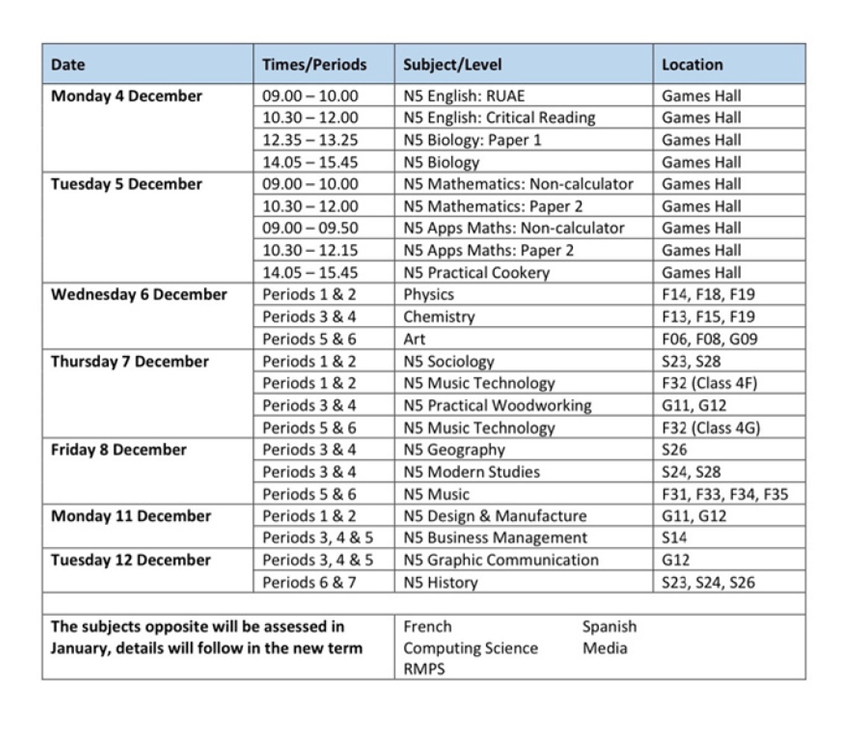 Date Times/Periods Subject/Level Location
Monday 4 December 09.00 – 10.00 N5 English: RUAE Games Hall
10.30 – 12.00 N5 English: Critical Reading Games Hall
12.35 – 13.25 N5 Biology: Paper 1 Games Hall
14.05 – 15.45 N5 Biology Games Hall
Tuesday 5 December 09.00 – 10.00 N5 Mathematics: Non-calculator Games Hall
10.30 – 12.00 N5 Mathematics: Paper 2 Games Hall
09.00 – 09.50 N5 Apps Maths: Non-calculator Games Hall
10.30 – 12.15 N5 Apps Maths: Paper 2 Games Hall
14.05 – 15.45 N5 Practical Cookery Games Hall
Wednesday 6 December Periods 1 & 2 Physics F14, F18, F19
Periods 3 & 4 Chemistry F13, F15, F19
Periods 5 & 6 Art F06, F08, G09
Thursday 7 December Periods 1 & 2 N5 Sociology S23, S28
Periods 1 & 2 N5 Music Technology F32 (Class 4F)
Periods 3 & 4 N5 Practical Woodworking G11, G12
Periods 5 & 6 N5 Music Technology F32 (Class 4G)
Friday 8 December Periods 3 & 4 N5 Geography S26
Periods 3 & 4 N5 Modern Studies S24, S28
Periods 5 & 6 N5 Music F31, F33, F34, F35
Monday 11 December Periods 1 & 2 N5 Design & Manufacture G11, G12
Periods 3, 4 & 5 N5 Business Management S14
Tuesday 12 December Periods 3, 4 & 5 N5 Graphic Communication G12
Periods 6 & 7 N5 History S23, S24, S26
The subjects opposite will be assessed in French Spanish
January, details will follow in the new term Computing Science Media
RMPS